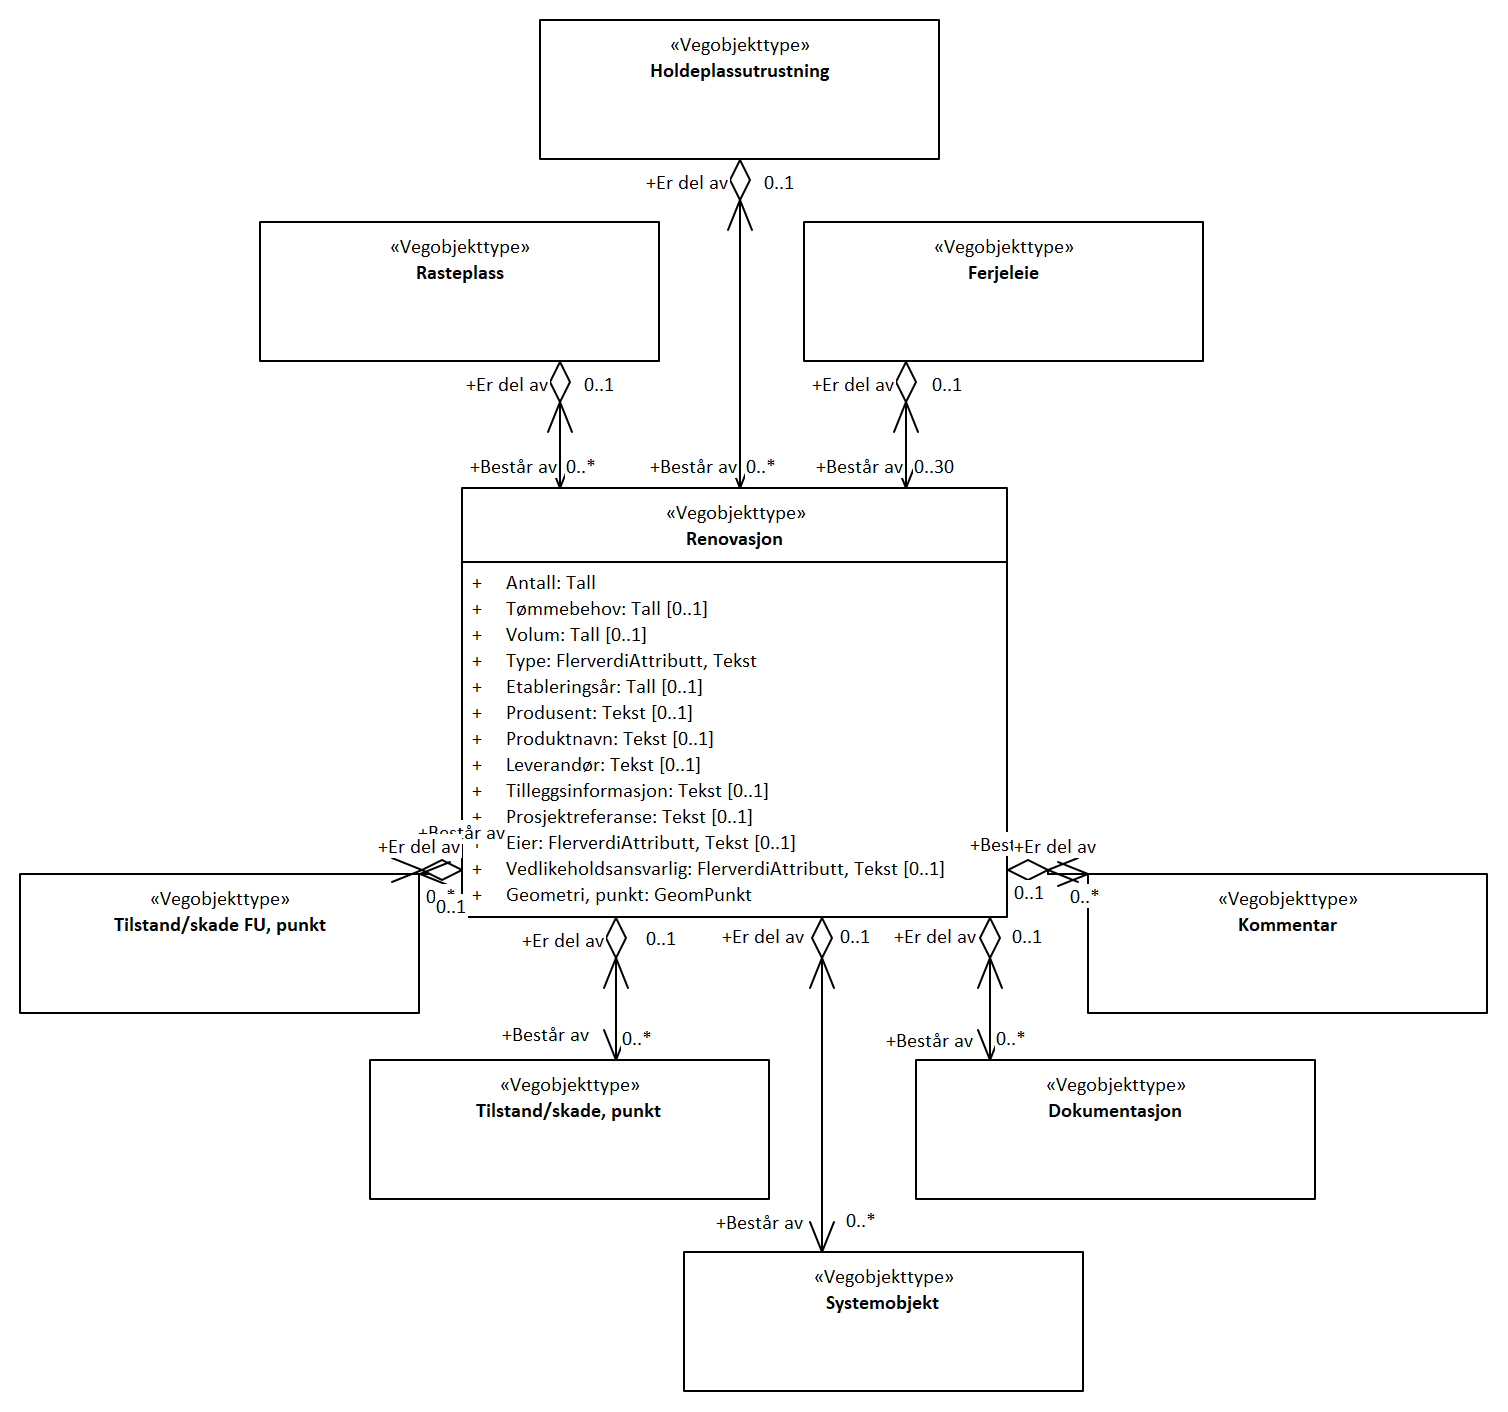 «Vegobjekttype»
Holdeplassutrustning
+Er del av 0..1
«Vegobjekttype»
Rasteplass
«Vegobjekttype»
Ferjeleie
+Er del av 0..1
+Er del av 0..1
+Består av 0..*
+Består av 0..*
+Består av 0..30
«Vegobjekttype»
Renovasjon
+ Antall: Tall
+ Tømmebehov: Tall [0..1]
+ Volum: Tall [0..1]
+ Type: FlerverdiAttributt, Tekst
+ Etableringsår: Tall [0..1]
+ Produsent: Tekst [0..1]
+ Produktnavn: Tekst [0..1]
+ Leverandør: Tekst [0..1]
+ Tilleggsinformasjon: Tekst [0..1]
+ Prosjektreferanse: Tekst [0..1]
+ Eier: FlerverdiAttributt, Tekst [0..1]
+ Vedlikeholdsansvarlig: FlerverdiAttributt, Tekst [0..1]
+ Geometri, punkt: GeomPunkt
+Består av
+Er del av
0..*
0..1
+Best
+Er del av
0..1
0..*
«Vegobjekttype»
Tilstand/skade FU, punkt
«Vegobjekttype»
Kommentar
+Er del av 0..1
+Er del av 0..1
+Er del av 0..1
+Består av 0..*
+Består av 0..*
«Vegobjekttype»
Tilstand/skade, punkt
«Vegobjekttype»
Dokumentasjon
+Består av 0..*
«Vegobjekttype»
Systemobjekt